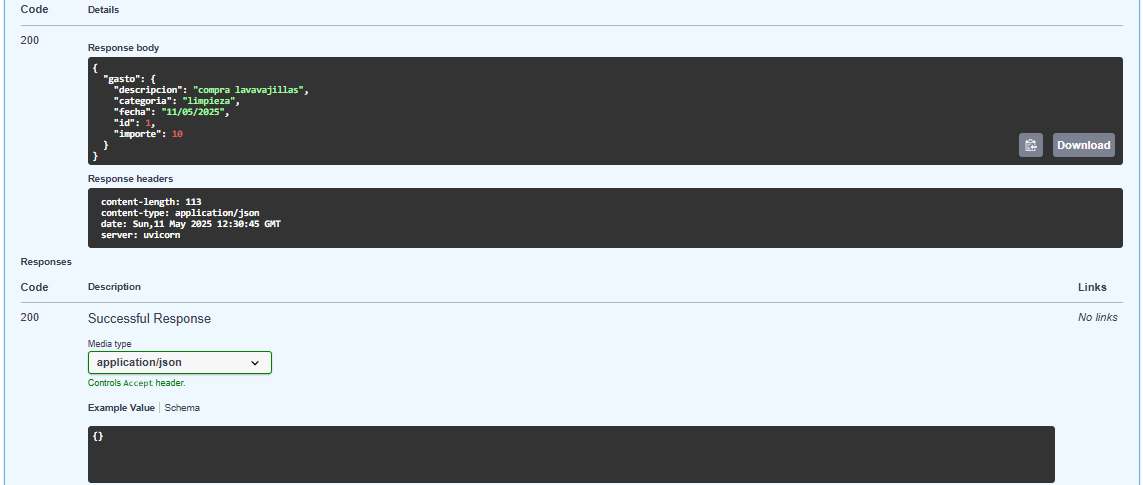 Code Details
200
Response body
{
  "gasto": {
    "descripcion": "compra lavavajillas",
    "categoria": "limpieza",
    "fecha": "11/05/2025",
    "id": 1,
    "importe": 10
  }
}
Download
Response headers
content-length: 113
content-type: application/json
date: Sun,11 May 2025 12:30:45 GMT
server: uvicorn
Responses
Code Description Links
200 Successful Response No links
Media type
application/json
Controls Accept header.
Example Value Schema
{}